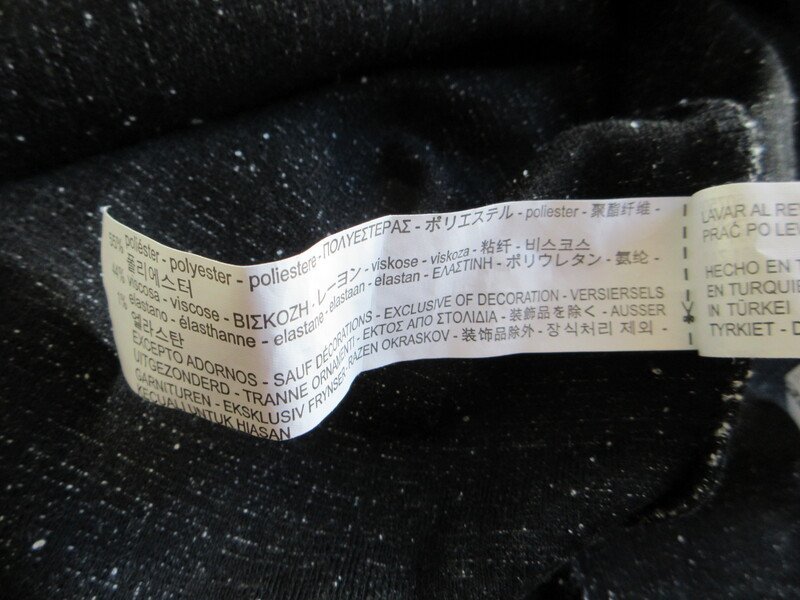 55% poliéster - polyester - poliestere - ΠΟΛΥΕΣΤΕΡΑΣ - ポリエステル - poliester - 聚酯纤维 -
폴리에스터
44% viscosa - viscose - ΒΙΣΚΟΖΗ - レーヨン - viskose - viskoza - 粘纤 - 비스코스
1% elastano - élasthanne - elastane - elastaan - elastan - ΕΛΑΣΤΙΝΗ - ポリウレタン - 氨纶 -
엘라스탄
EXCEPTO ADORNOS - SAUF DÉCORATIONS - EXCLUSIVE OF DECORATION - VERSIERSELS
UITGEZONDERD - TRANNE ORNAMENTI - ΕΚΤΟΣ ΑΠΟ ΣΤΟΛΙΔΙΑ - 装飾品を除く - AUSSER
GARNITUREN - EKSKLUSIV FRYNSER - RAZEN OKRASKOV - 装饰品除外 - 장식처리 제외 -
KECUALI UNTUK HIASAN
LAVAR AL RE
PRAĆ PO LEW
HECHO EN T
EN TURQUIE
IN TÜRKEI
TYRKIET - D